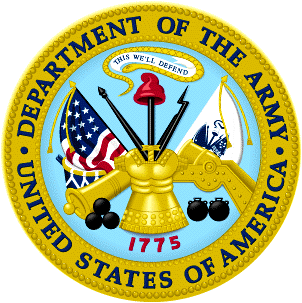 DEPARTMENT OF THE ARMY
THIS WE'LL DEFEND
1775
UNITED STATES OF AMERICA